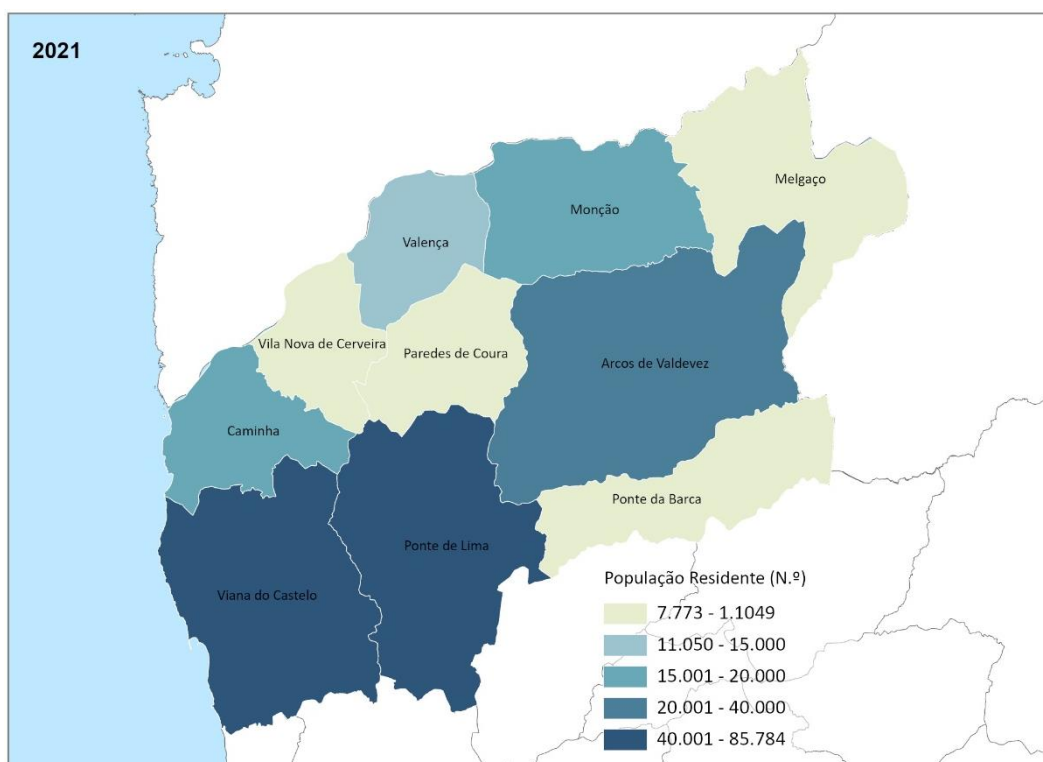 2021
Melgaço
Monção
Valença
Vila Nova de Cerveira
Paredes de Coura
Arcos de Valdevez
Caminha
Ponte da Barca
Ponte de Lima
Viana do Castelo
População Residente (N.º)
7.773 - 1.1049
11.050 - 15.000
15.001 - 20.000
20.001 - 40.000
40.001 - 85.784